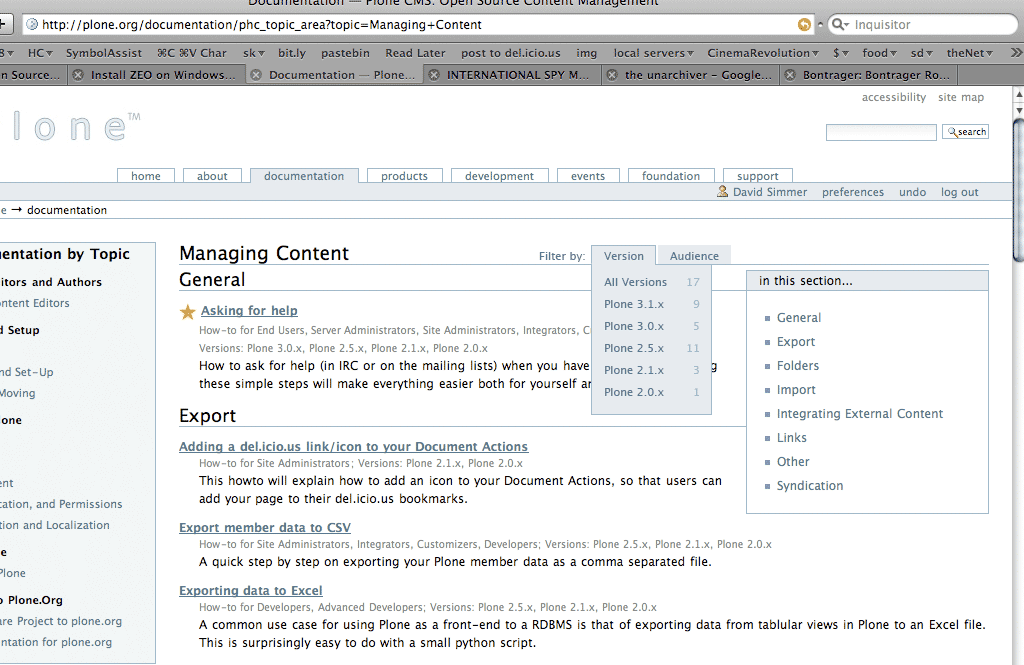 Documentation — Plone CMS: Open Source Content Management
http://plone.org/documentation/phc_topic_area?topic=Managing+Content
Inquisitor
8 HC SymbolAssist ⌘C ⌘V Char sk bit.ly pastebin Read Later post to del.icio.us img local servers CinemaRevolution $ food sd theNet
n Source... Install ZEO on Windows... Documentation — Plone... INTERNATIONAL SPY M... the unarchiver – Google... Bontrager: Bontrager Ro...
accessibility site map
lone™
search
home about documentation products development events foundation support
David Simmer preferences undo log out
e → documentation
entation by Topic
itors and Authors
ontent Editors
d Setup
nd Set-Up
Moving
one
ent
cation, and Permissions
tion and Localization
e
Plone
o Plone.Org
are Project to plone.org
ntation for plone.org
Managing Content
Filter by: Version Audience
All Versions 17
Plone 3.1.x 9
Plone 3.0.x 5
Plone 2.5.x 11
Plone 2.1.x 3
Plone 2.0.x 1
General
Asking for help
How-to for End Users, Server Administrators, Site Administrators, Integrators, C
Versions: Plone 3.0.x, Plone 2.5.x, Plone 2.1.x, Plone 2.0.x
How to ask for help (in IRC or on the mailing lists) when you have g
these simple steps will make everything easier both for yourself ar
Export
Adding a del.icio.us link/icon to your Document Actions
How-to for Site Administrators; Versions: Plone 2.1.x, Plone 2.0.x
This howto will explain how to add an icon to your Document Actions, so that users can
add your page to their del.icio.us bookmarks.
Export member data to CSV
How-to for Site Administrators, Integrators, Customizers, Developers; Versions: Plone 2.5.x, Plone 2.1.x, Plone 2.0.x
A quick step by step on exporting your Plone member data as a comma separated file.
Exporting data to Excel
How-to for Developers, Advanced Developers; Versions: Plone 2.5.x, Plone 2.1.x, Plone 2.0.x
A common use case for using Plone as a front-end to a RDBMS is that of exporting data from tablular views in Plone to an Excel file.
This is surprisingly easy to do with a small python script.
in this section...
General
Export
Folders
Import
Integrating External Content
Links
Other
Syndication